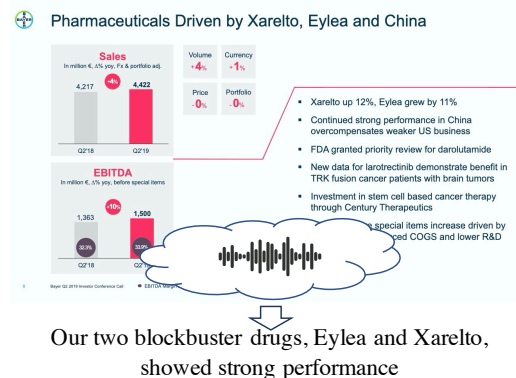 BAYER
Pharmaceuticals Driven by Xarelto, Eylea and China
Sales
In million €, Δ% yoy, Fx & portfolio adj.
+4%
4,217
4,422
Q2'18
Q2'19
Volume
+4%
Currency
+1%
Price
-0%
Portfolio
-0%
EBITDA
In million €, Δ% yoy, before special items
+10%
1,363
1,500
32.3%
33.9%
Q2'18
Q2'19
▪ Xarelto up 12%, Eylea grew by 11%
▪ Continued strong performance in China
overcompensates weaker US business
▪ FDA granted priority review for darolutamide
▪ New data for larotrectinib demonstrate benefit in
TRK fusion cancer patients with brain tumors
▪ Investment in stem cell based cancer therapy
through Century Therapeutics
special items increase driven by
COGS and lower R&D
Bayer Q2 2019 Investor Conference Call
● EBITDA Margin
Our two blockbuster drugs, Eylea and Xarelto,
showed strong performance